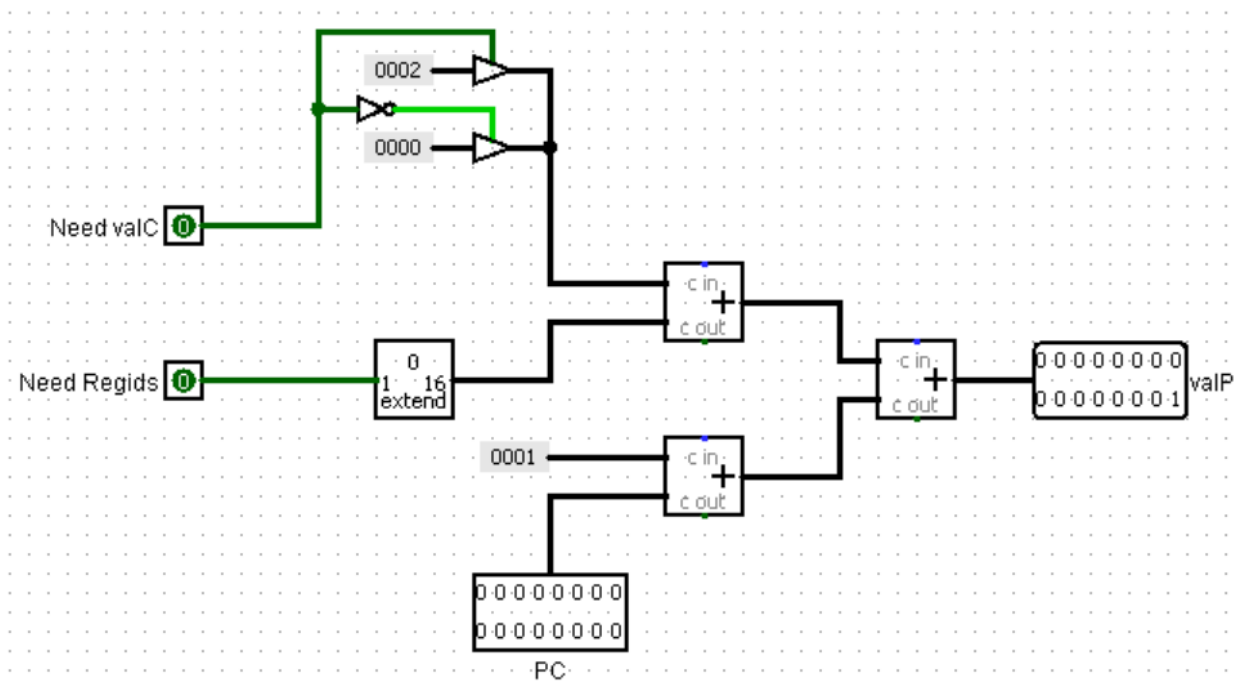 0002
0000
Need valC 0
c in
+
c out
0
1 16
extend
Need Regids 0
c in
+
c out
0 0 0 0 0 0 0 0
0 0 0 0 0 0 0 1
valP
0001
c in
+
c out
0 0 0 0 0 0 0 0
0 0 0 0 0 0 0 0
PC